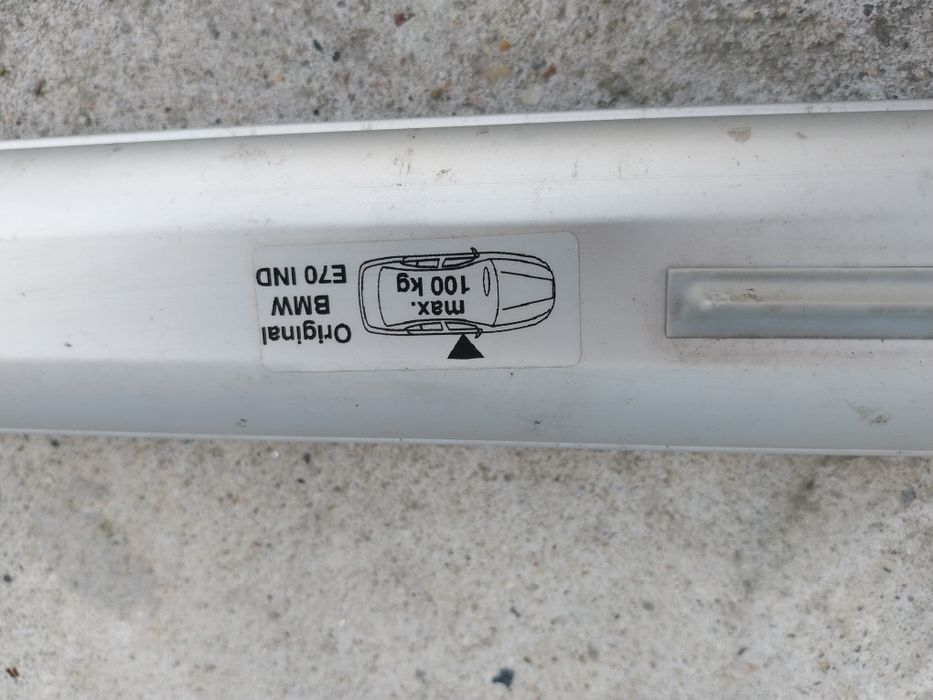 max.
100 kg
Original
BMW
E70 IND